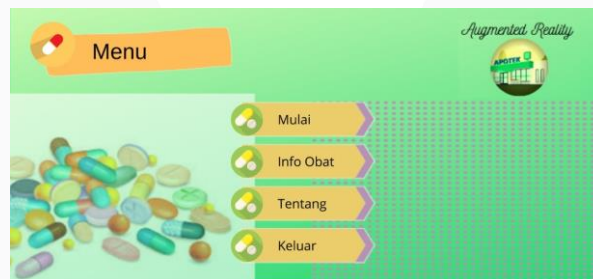 Menu
Augmented Reality
APOTEK
Mulai
Info Obat
Tentang
Keluar